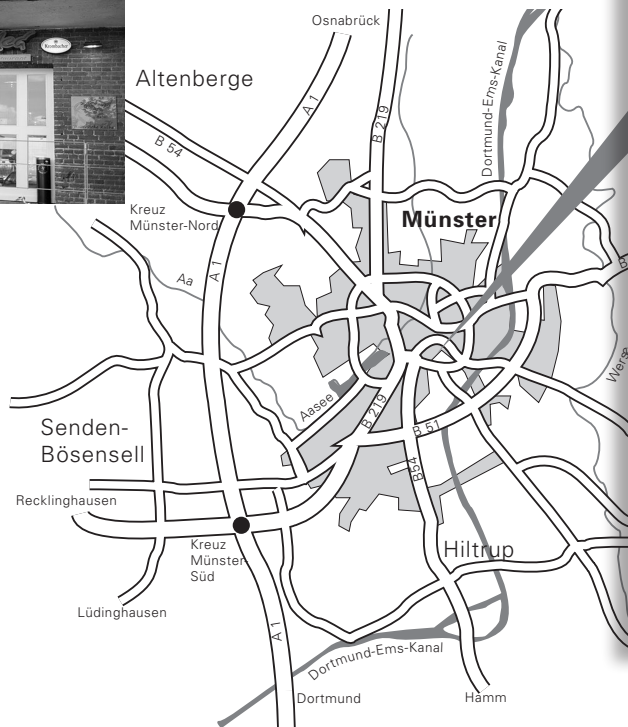 Krombacher
Osnabrück
Altenberge
A 1
B 219
Dortmund-Ems-Kanal
B 54
Kreuz
Münster-Nord
Münster
Aa
A 1
Werse
Aasee
B 219
B 51
B54
Senden-
Bösensell
Recklinghausen
Kreuz
Münster-
Süd
Hiltrup
Lüdinghausen
A 1
Dortmund-Ems-Kanal
Dortmund
Hamm